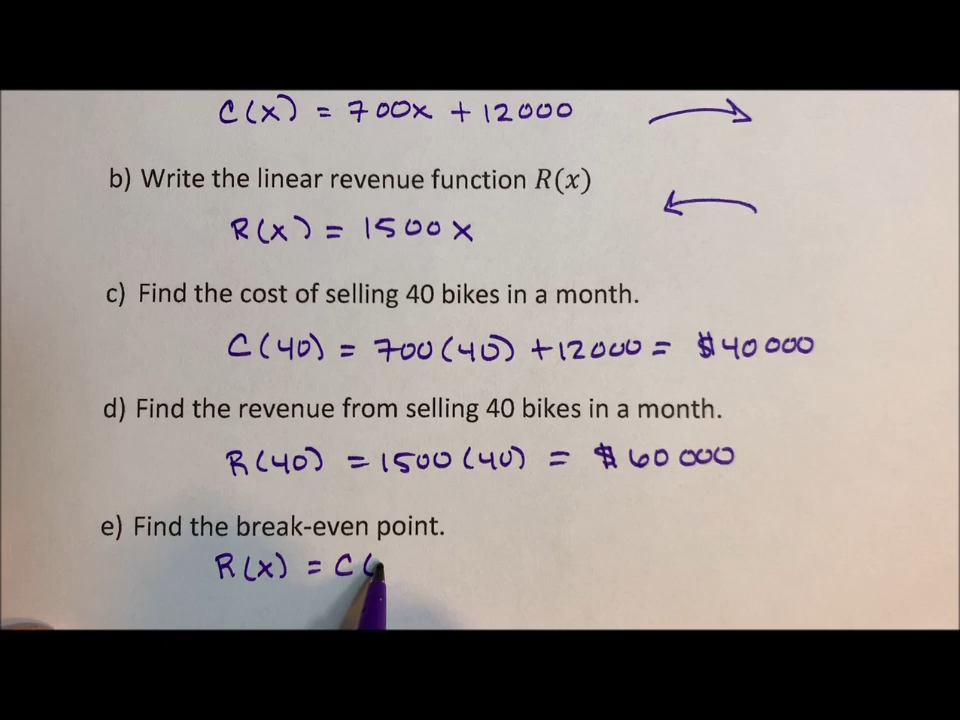 C(x) = 700x + 12000
b) Write the linear revenue function R(x)
R(x) = 1500x
c) Find the cost of selling 40 bikes in a month.
C(40) = 700(40) + 12000 = $40000
d) Find the revenue from selling 40 bikes in a month.
R(40) = 1500(40) = $60000
e) Find the break-even point.
R(x) = C(